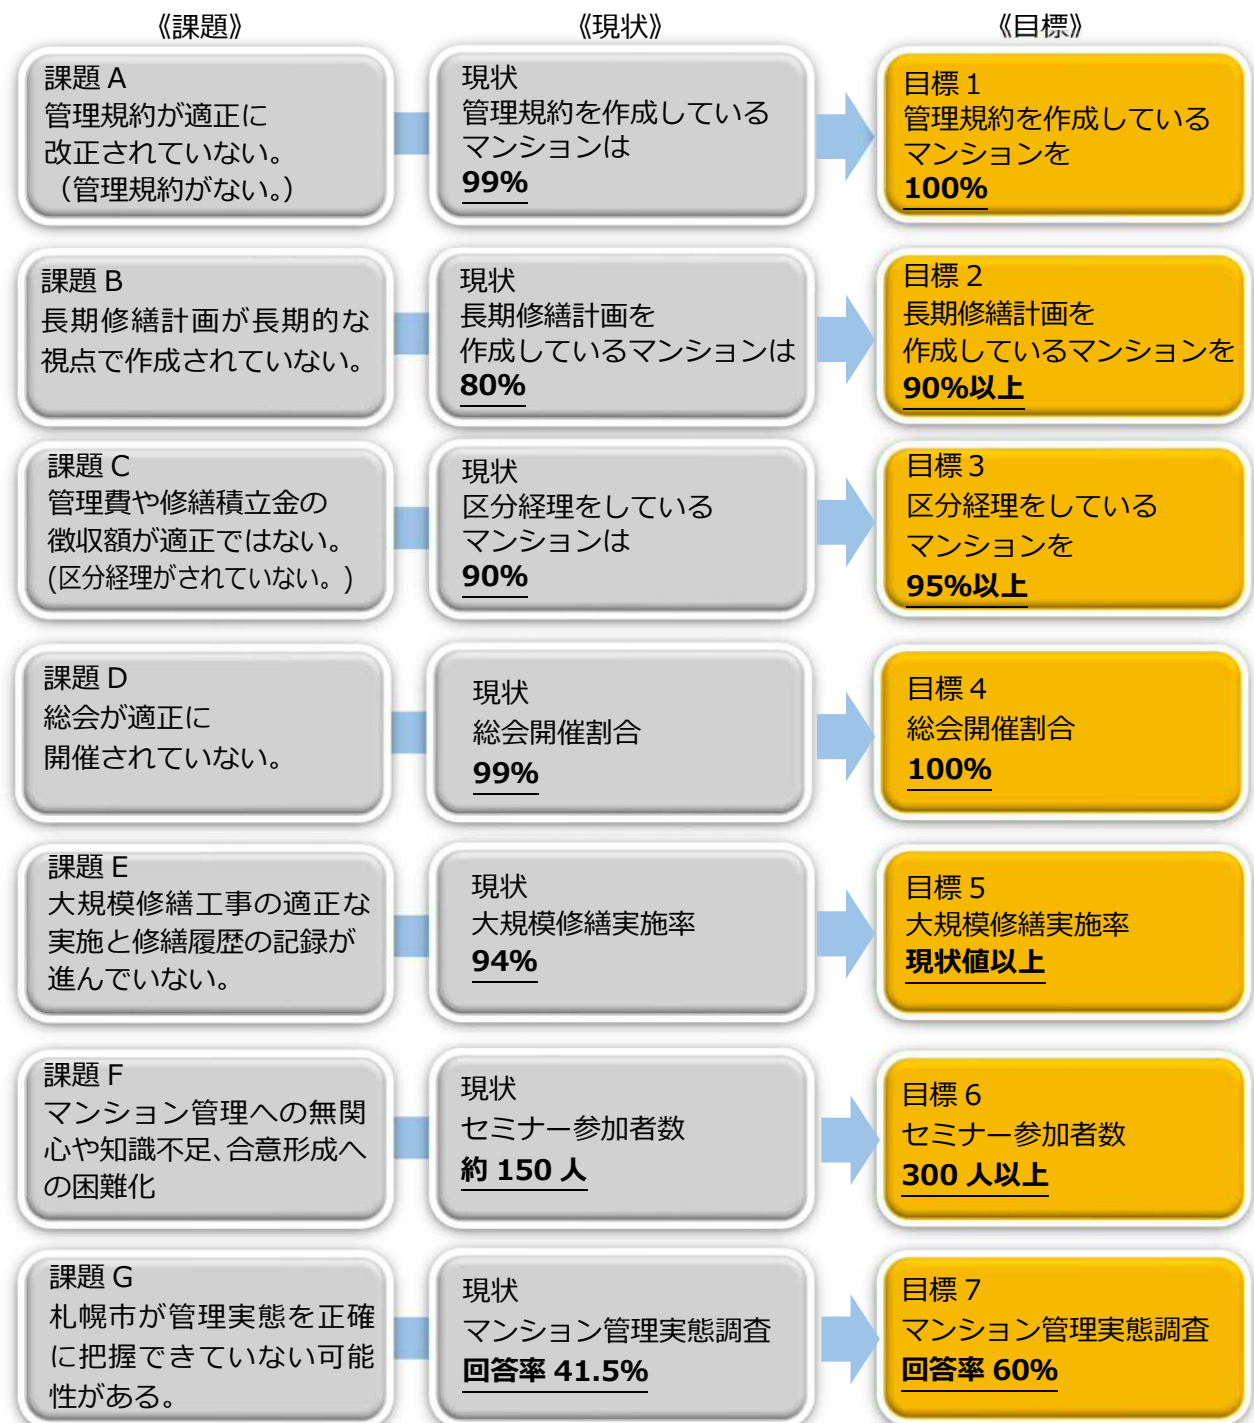 《課題》
《現状》
《目標》
課題 A
管理規約が適正に
改正されていない。
（管理規約がない。）
現状
管理規約を作成している
マンションは
99%
目標 1
管理規約を作成している
マンションを
100%
課題 B
長期修繕計画が長期的な
視点で作成されていない。
現状
長期修繕計画を
作成しているマンションは
80%
目標 2
長期修繕計画を
作成しているマンションを
90%以上
課題 C
管理費や修繕積立金の
徴収額が適正ではない。
(区分経理がされていない。)
現状
区分経理をしている
マンションは
90%
目標 3
区分経理をしている
マンションを
95%以上
課題 D
総会が適正に
開催されていない。
現状
総会開催割合
99%
目標 4
総会開催割合
100%
課題 E
大規模修繕工事の適正な
実施と修繕履歴の記録が
進んでいない。
現状
大規模修繕実施率
94%
目標 5
大規模修繕実施率
現状値以上
課題 F
マンション管理への無関
心や知識不足、合意形成へ
の困難化
現状
セミナー参加者数
約 150 人
目標 6
セミナー参加者数
300 人以上
課題 G
札幌市が管理実態を正確
に把握できていない可能
性がある。
現状
マンション管理実態調査
回答率 41.5%
目標 7
マンション管理実態調査
回答率 60%